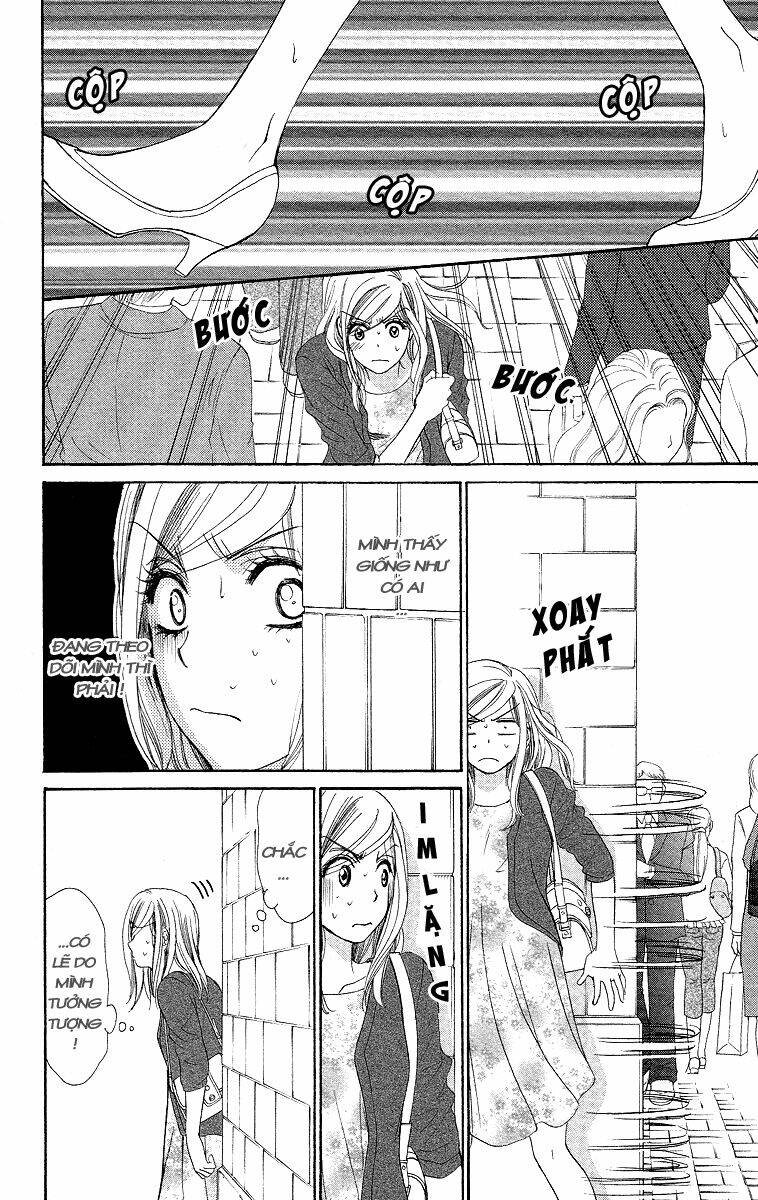 CỘP
CỘP
CỘP
BƯỚC
BƯỚC
MÌNH THẤY
GIỐNG NHƯ
CÓ AI
...
ĐANG THEO
DÕI MÌNH THÌ
PHẢI !
XOAY
PHẮT
IM LẶNG
CHẮC
...
...CÓ
LẼ DO
MÌNH
TƯỞNG
TƯỢNG
!